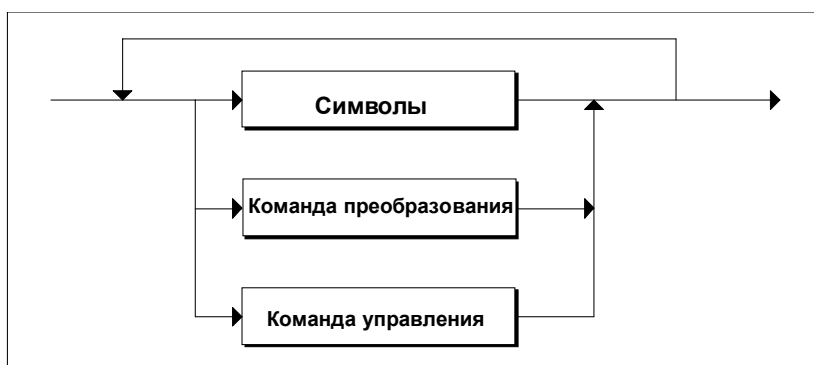 Символы
Команда преобразования
Команда управления